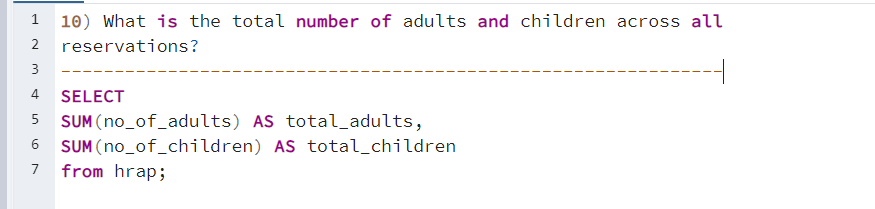 1 10) What is the total number of adults and children across all
2 reservations?
3 --------------------------------------------------------------
4 SELECT
5 SUM(no_of_adults) AS total_adults,
6 SUM(no_of_children) AS total_children
7 from hrap;